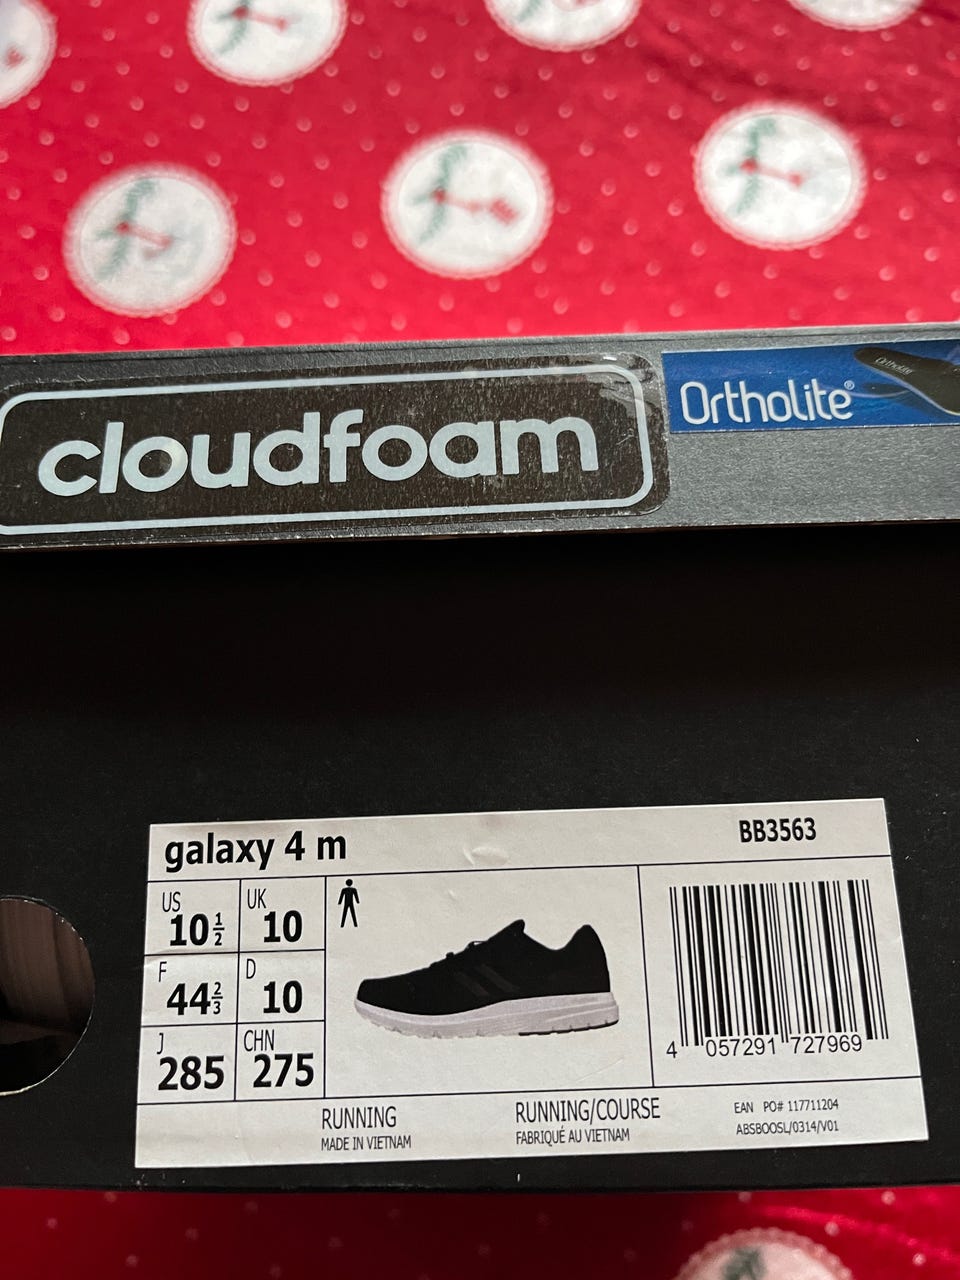 cloudfoam
Ortholite®
galaxy 4 m
BB3563
US
10½
UK
10
F
44⅔
D
10
J
285
CHN
275
4 057291 727969
RUNNING
MADE IN VIETNAM
RUNNING/COURSE
FABRIQUÉ AU VIETNAM
EAN PO# 117711204
ABSBOOSL/0314/V01